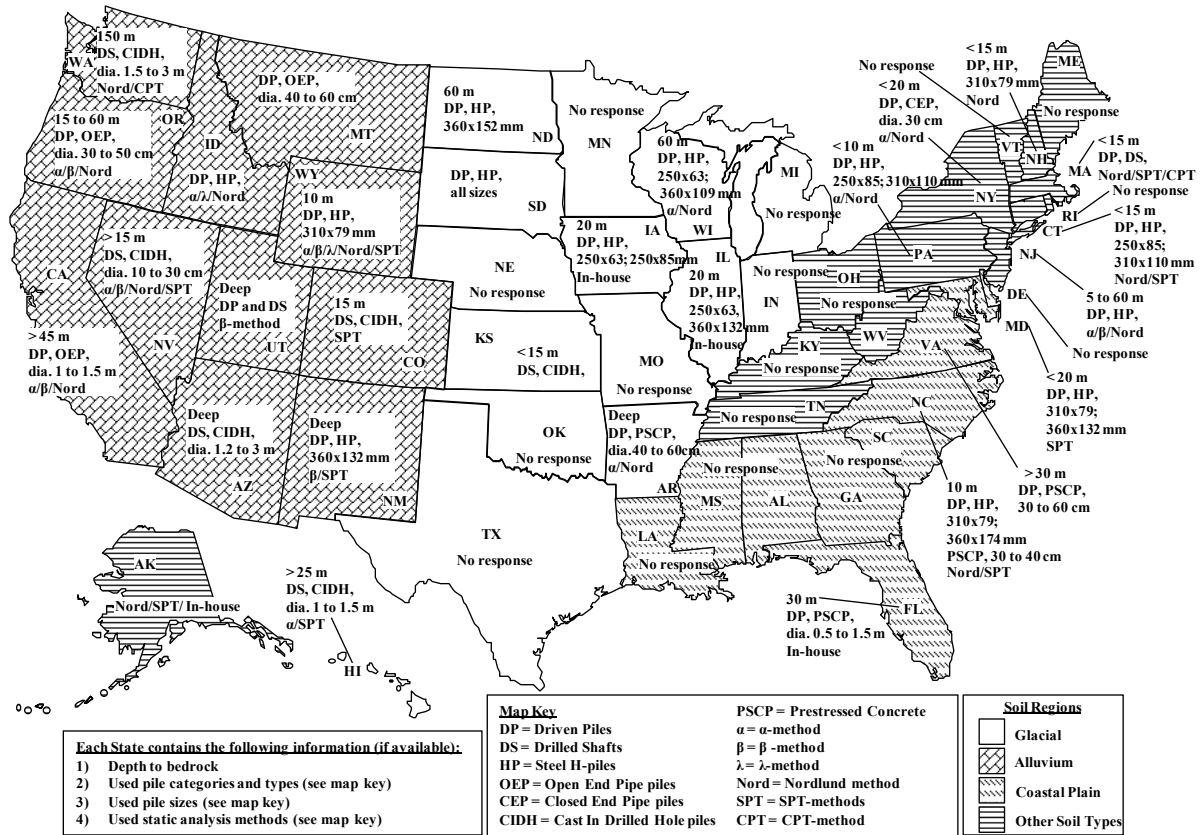 150 m
DS, CIDH,
dia. 1.5 to 3 m
Nord/CPT
WA
15 to 60 m
DP, OEP,
dia. 30 to 50 cm
α/β/Nord
OR
ID
DP, HP,
α/λ/Nord
DP, OEP,
dia. 40 to 60 cm
MT
WY
10 m
DP, HP,
310x79 mm
α/β/λ/Nord/SPT
CA
>45 m
DP, OEP,
dia. 1 to 1.5 m
α/β/Nord
>15 m
DS, CIDH,
dia. 10 to 30 cm
α/β/Nord/SPT
NV
Deep
DP and DS
β-method
UT
15 m
DS, CIDH,
SPT
CO
Deep
DS, CIDH,
dia. 1.2 to 3 m
AZ
Deep
DP, HP,
360x132 mm
β/SPT
NM
60 m
DP, HP,
360x152 mm
ND
DP, HP,
all sizes
SD
NE
No response
KS
<15 m
DS, CIDH,
OK
No response
TX
No response
No response
MN
20 m
IA
DP, HP,
250x63; 250x85mm
In-house
MO
No response
Deep
DP, PSCP,
dia.40 to 60cm
α/Nord
AR
LA
No response
60 m
DP, HP,
250x63;
360x109 mm
α/Nord
WI
IL
20 m
DP, HP,
250x63,
360x132 mm
In-house
MI
No response
No response
IN
OH
No response
KY
No response
TN
No response
WV
No response
MS
AL
SC
No response
GA
<10 m
DP, HP,
250x85; 310x110mm
α/Nord
PA
No response
<20 m
DP, CEP,
dia. 30 cm
α/Nord
NY
VT
<15 m
DP, HP,
310x79 mm
Nord
NH
ME
No response
<15 m
DP, DS,
Nord/SPT/CPT
MA
No response
RI
CT
<15 m
DP, HP,
250x85;
310x110 mm
Nord/SPT
NJ
5 to 60 m
DP, HP,
α/β/Nord
DE
No response
MD
<20 m
DP, HP,
310x79;
360x132 mm
SPT
VA
>30 m
DP, PSCP,
30 to 60 cm
NC
10 m
DP, HP,
310x79;
360x174 mm
PSCP, 30 to 40 cm
Nord/SPT
30 m
DP, PSCP,
dia. 0.5 to 1.5 m
In-house
FL
AK
Nord/SPT/ In-house
>25 m
DS, CIDH,
dia. 1 to 1.5 m
α/SPT
HI
Each State contains the following information (if available):
1) Depth to bedrock
2) Used pile categories and types (see map key)
3) Used pile sizes (see map key)
4) Used static analysis methods (see map key)
Map Key
DP = Driven Piles
DS = Drilled Shafts
HP = Steel H-piles
OEP = Open End Pipe piles
CEP = Closed End Pipe piles
CIDH = Cast In Drilled Hole piles
PSCP = Prestressed Concrete
α = α-method
β = β -method
λ = λ-method
Nord = Nordlund method
SPT = SPT-methods
CPT = CPT-method
Soil Regions
Glacial
Alluvium
Coastal Plain
Other Soil Types